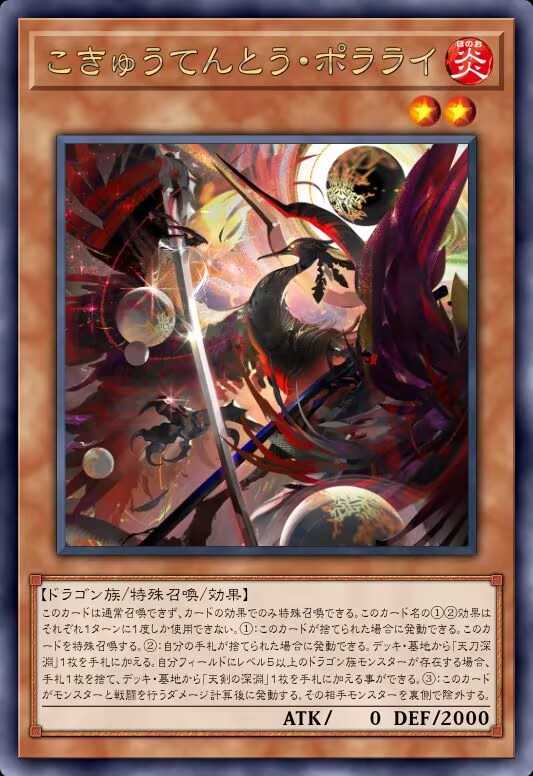 こきゅうてんとう・ポラライ
ほのお
炎
【ドラゴン族/特殊召喚/効果】
このカードは通常召喚できず、カードの効果でのみ特殊召喚できる。このカード名の①②効果は
それぞれ1ターンに1度しか使用できない。①：このカードが捨てられた場合に発動できる。このカ
ードを特殊召喚する。②：自分の手札が捨てられた場合に発動できる。デッキ・墓地から「天刀深
淵」1枚を手札に加える。自分フィールドにレベル5以上のドラゴン族モンスターが存在する場合、
手札1枚を捨て、デッキ・墓地から「天剣の深淵」1枚を手札に加える事ができる。③：このカード
がモンスターと戦闘を行うダメージ計算後に発動する。その相手モンスターを裏側で除外する。
ATK/ 0 DEF/2000